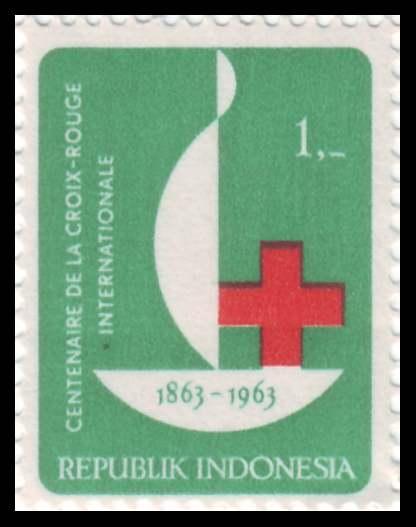 CENTENAIRE DE LA CROIX-ROUGE
INTERNATIONALE
1,-
1863-1963
REPUBLIK INDONESIA